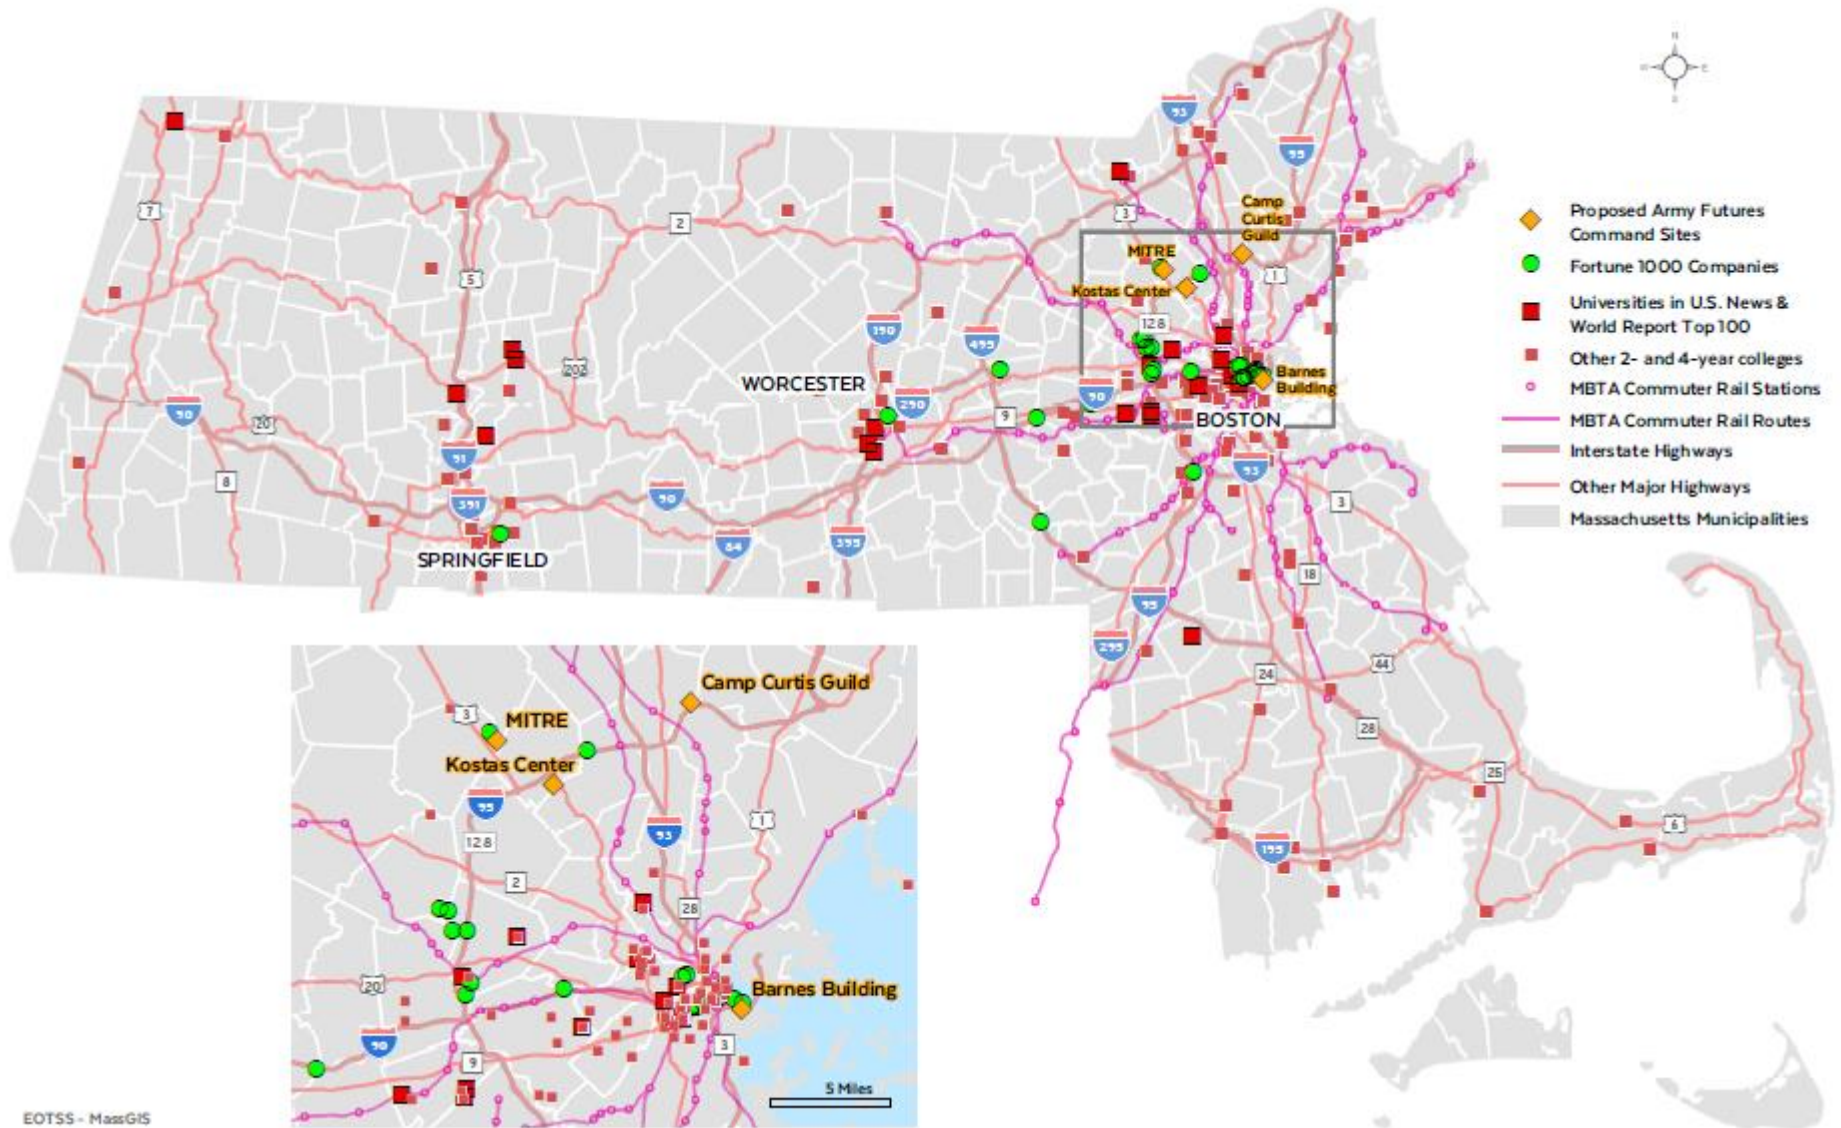 N
E
93
95
Camp
Curtis
Guild
7
2
3
MITRE
1
5
Kostas Center
190
128
495
202
WORCESTER
Barnes
Building
90
290
90
20
9
BOSTON
91
93
8
391
90
3
84
395
SPRINGFIELD
18
95
295
44
24
28
25
6
195
Proposed Army Futures
Command Sites
Fortune 1000 Companies
Universities in U.S. News &
World Report Top 100
Other 2- and 4-year colleges
MBTA Commuter Rail Stations
MBTA Commuter Rail Routes
Interstate Highways
Other Major Highways
Massachusetts Municipalities
Camp Curtis Guild
3
MITRE
Kostas Center
95
1
93
128
2
28
20
Barnes Building
90
3
9
5 Miles
EOTSS - MassGIS